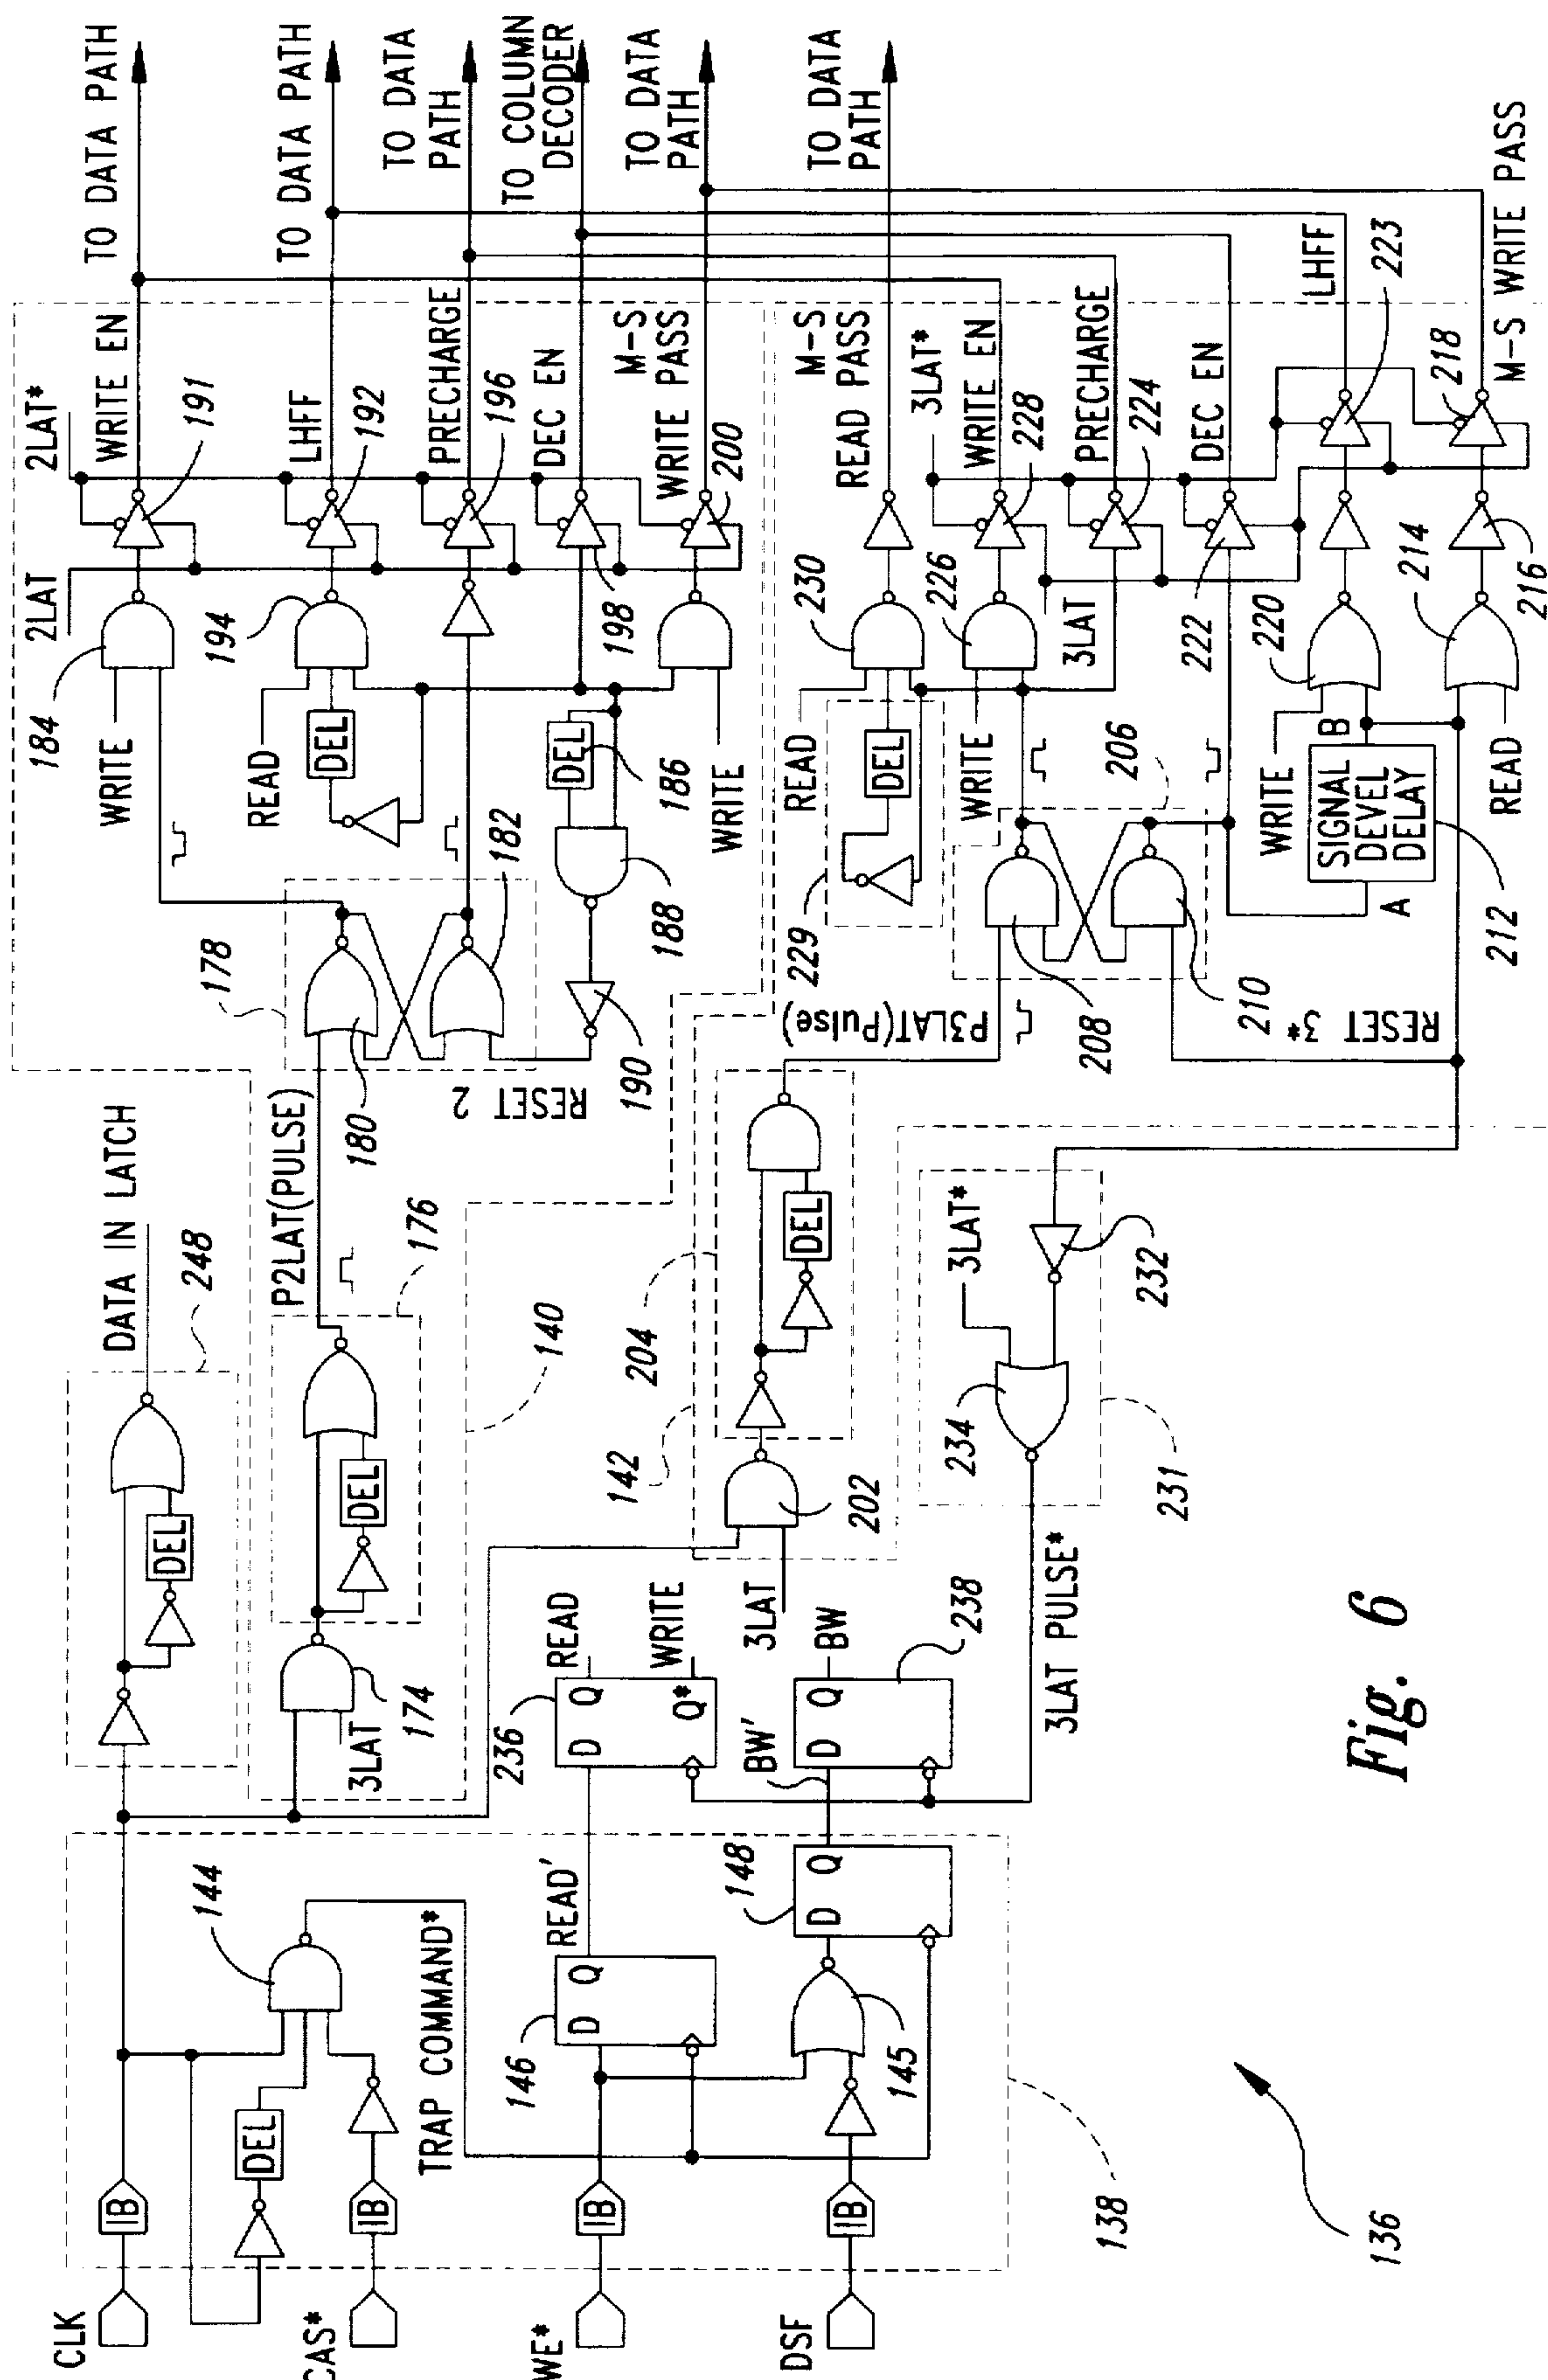 TO DATA PATH
TO DATA PATH
TO DATA
PATH
TO COLUMN
DECODER
TO DATA
PATH
TO DATA
PATH
2LAT*
WRITE EN
191
LHFF
192
PRECHARGE
196
DEC EN
198
M-S
WRITE PASS
200
2LAT
184
WRITE
194
READ
DEL
DEL
186
WRITE
188
190
178
180
182
RESET 2
M-S
READ PASS
3LAT*
WRITE EN
228
PRECHARGE
224
DEC EN
222
LHFF
223
218
M-S WRITE PASS
230
226
3LAT
220
214
216
READ
DEL
229
WRITE
206
208
210
P3LAT(Pulse)
RESET 3*
WRITE
B
SIGNAL
DEVEL
DELAY
A
212
READ
DATA IN LATCH
248
DEL
P2LAT(PULSE)
176
DEL
174
3LAT
140
204
DEL
142
202
3LAT
3LAT*
232
234
231
3LAT PULSE*
READ
WRITE
236
D Q
Q*
BW
238
D Q
BW'
CLK
IB
144
DEL
CAS*
IB
TRAP COMMAND*
READ'
146
D Q
148
D Q
145
WE*
IB
DSF
IB
138
136
Fig. 6